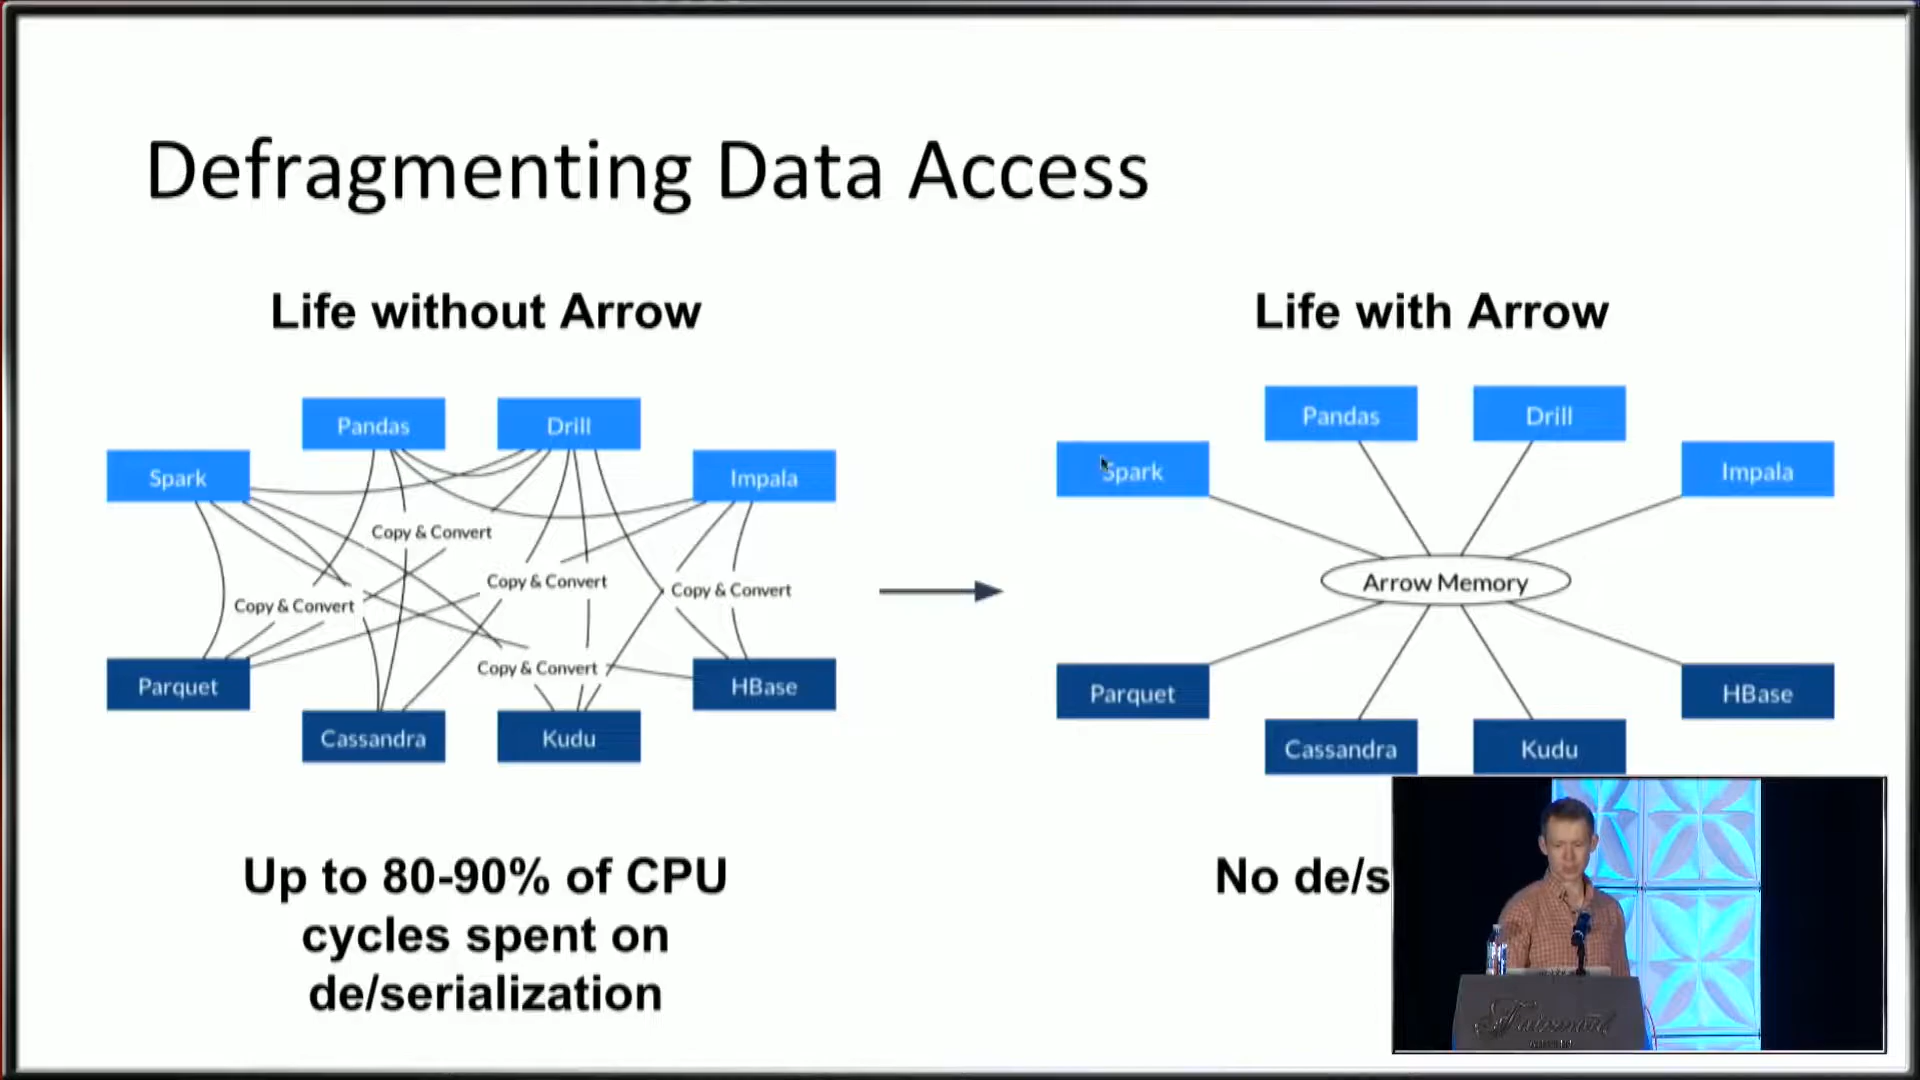 Defragmenting Data Access
Life without Arrow
Pandas
Drill
Spark
Impala
Copy & Convert
Copy & Convert
Copy & Convert
Copy & Convert
Copy & Convert
Parquet
HBase
Cassandra
Kudu
Up to 80-90% of CPU
cycles spent on
de/serialization
Life with Arrow
Pandas
Drill
Spark
Impala
Arrow Memory
Parquet
HBase
Cassandra
Kudu
No de/s
Fairmont